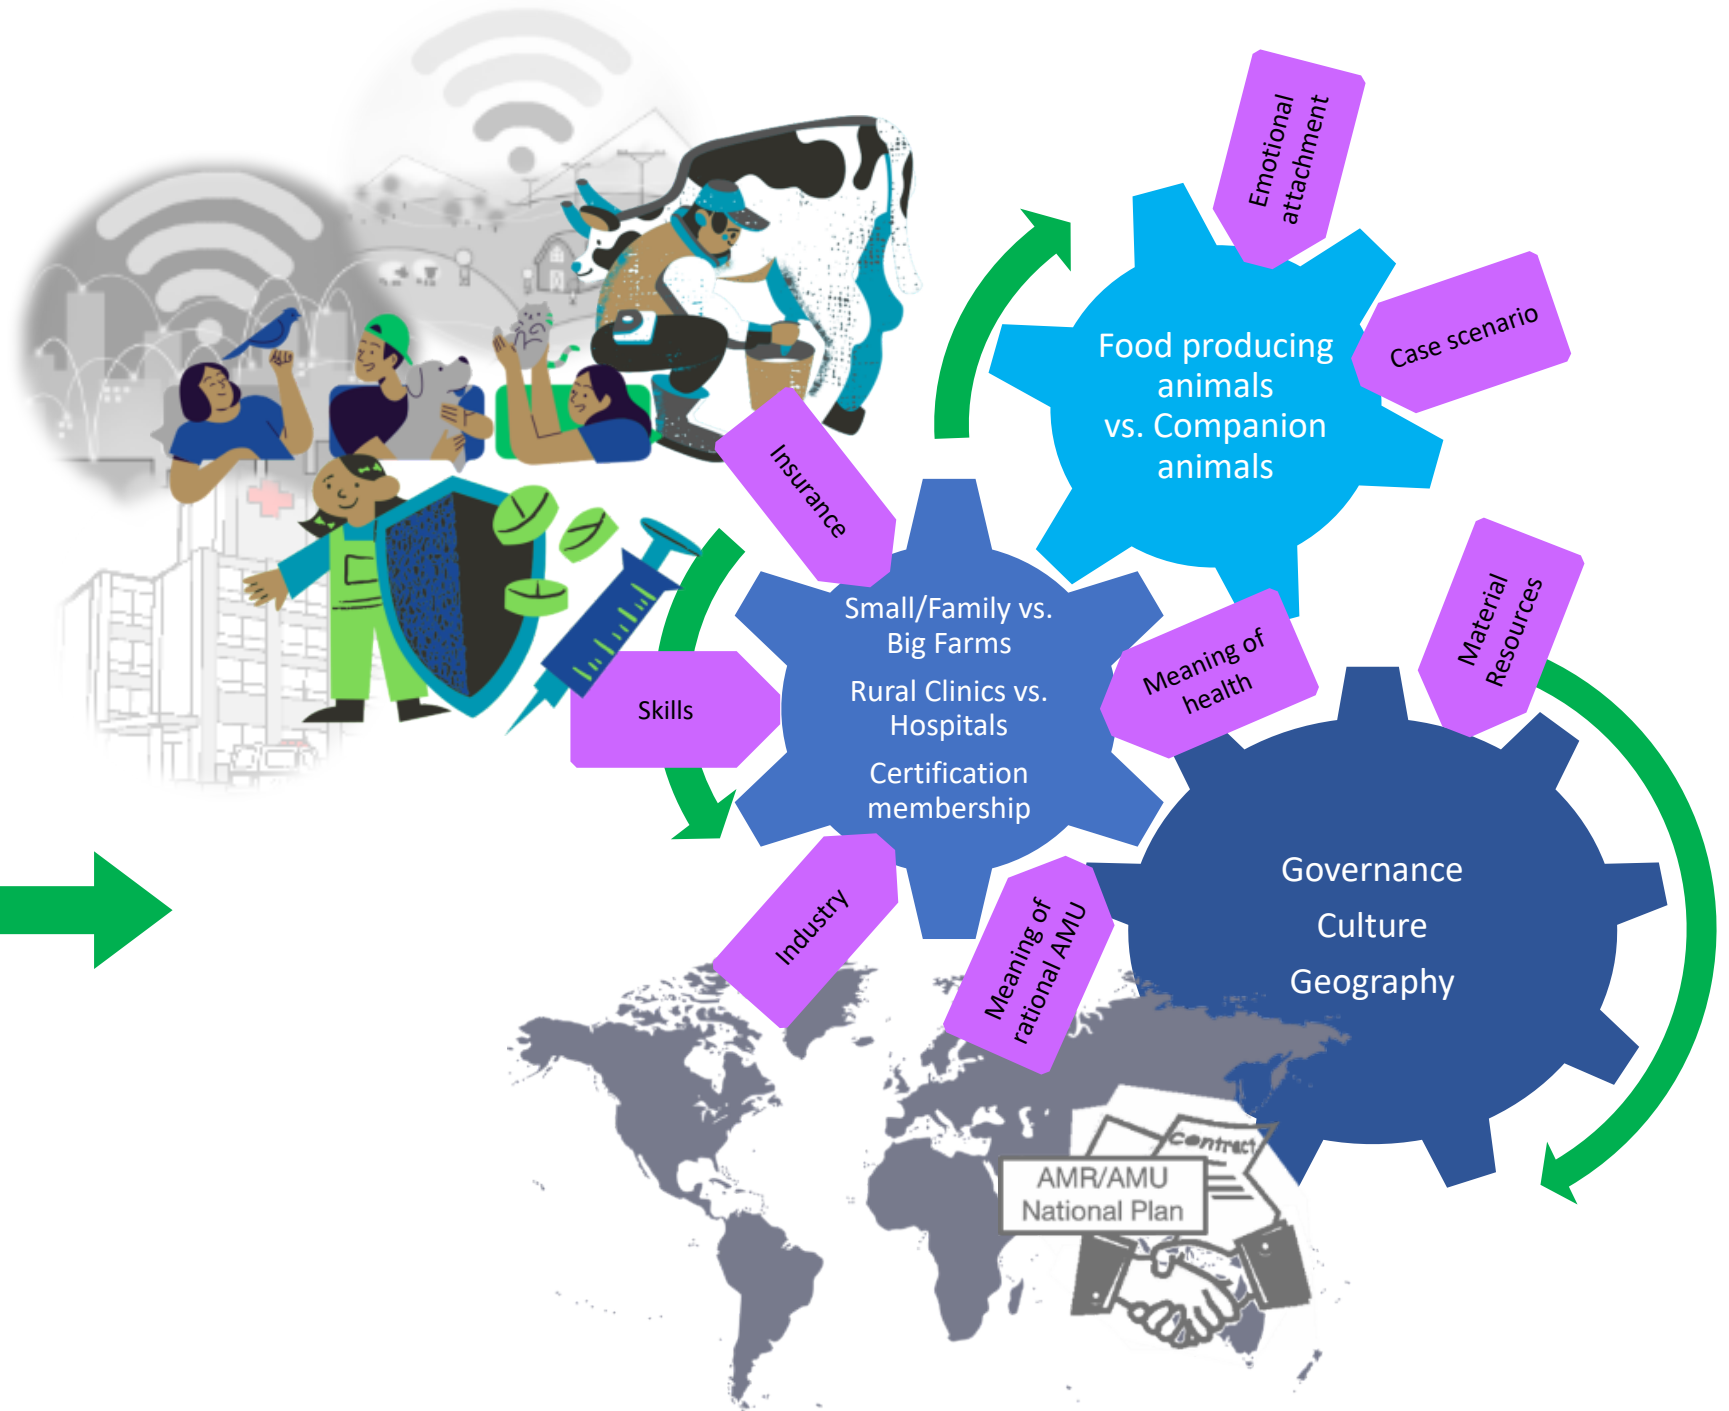 Emotional
attachment
Case scenario
Food producing
animals
vs. Companion
animals
Insurance
Small/Family vs.
Big Farms
Rural Clinics vs.
Hospitals
Certification
membership
Skills
Meaning of
health
Material
Resources
Industry
Meaning of
rational AMU
Governance
Culture
Geography
Contract
AMR/AMU
National Plan